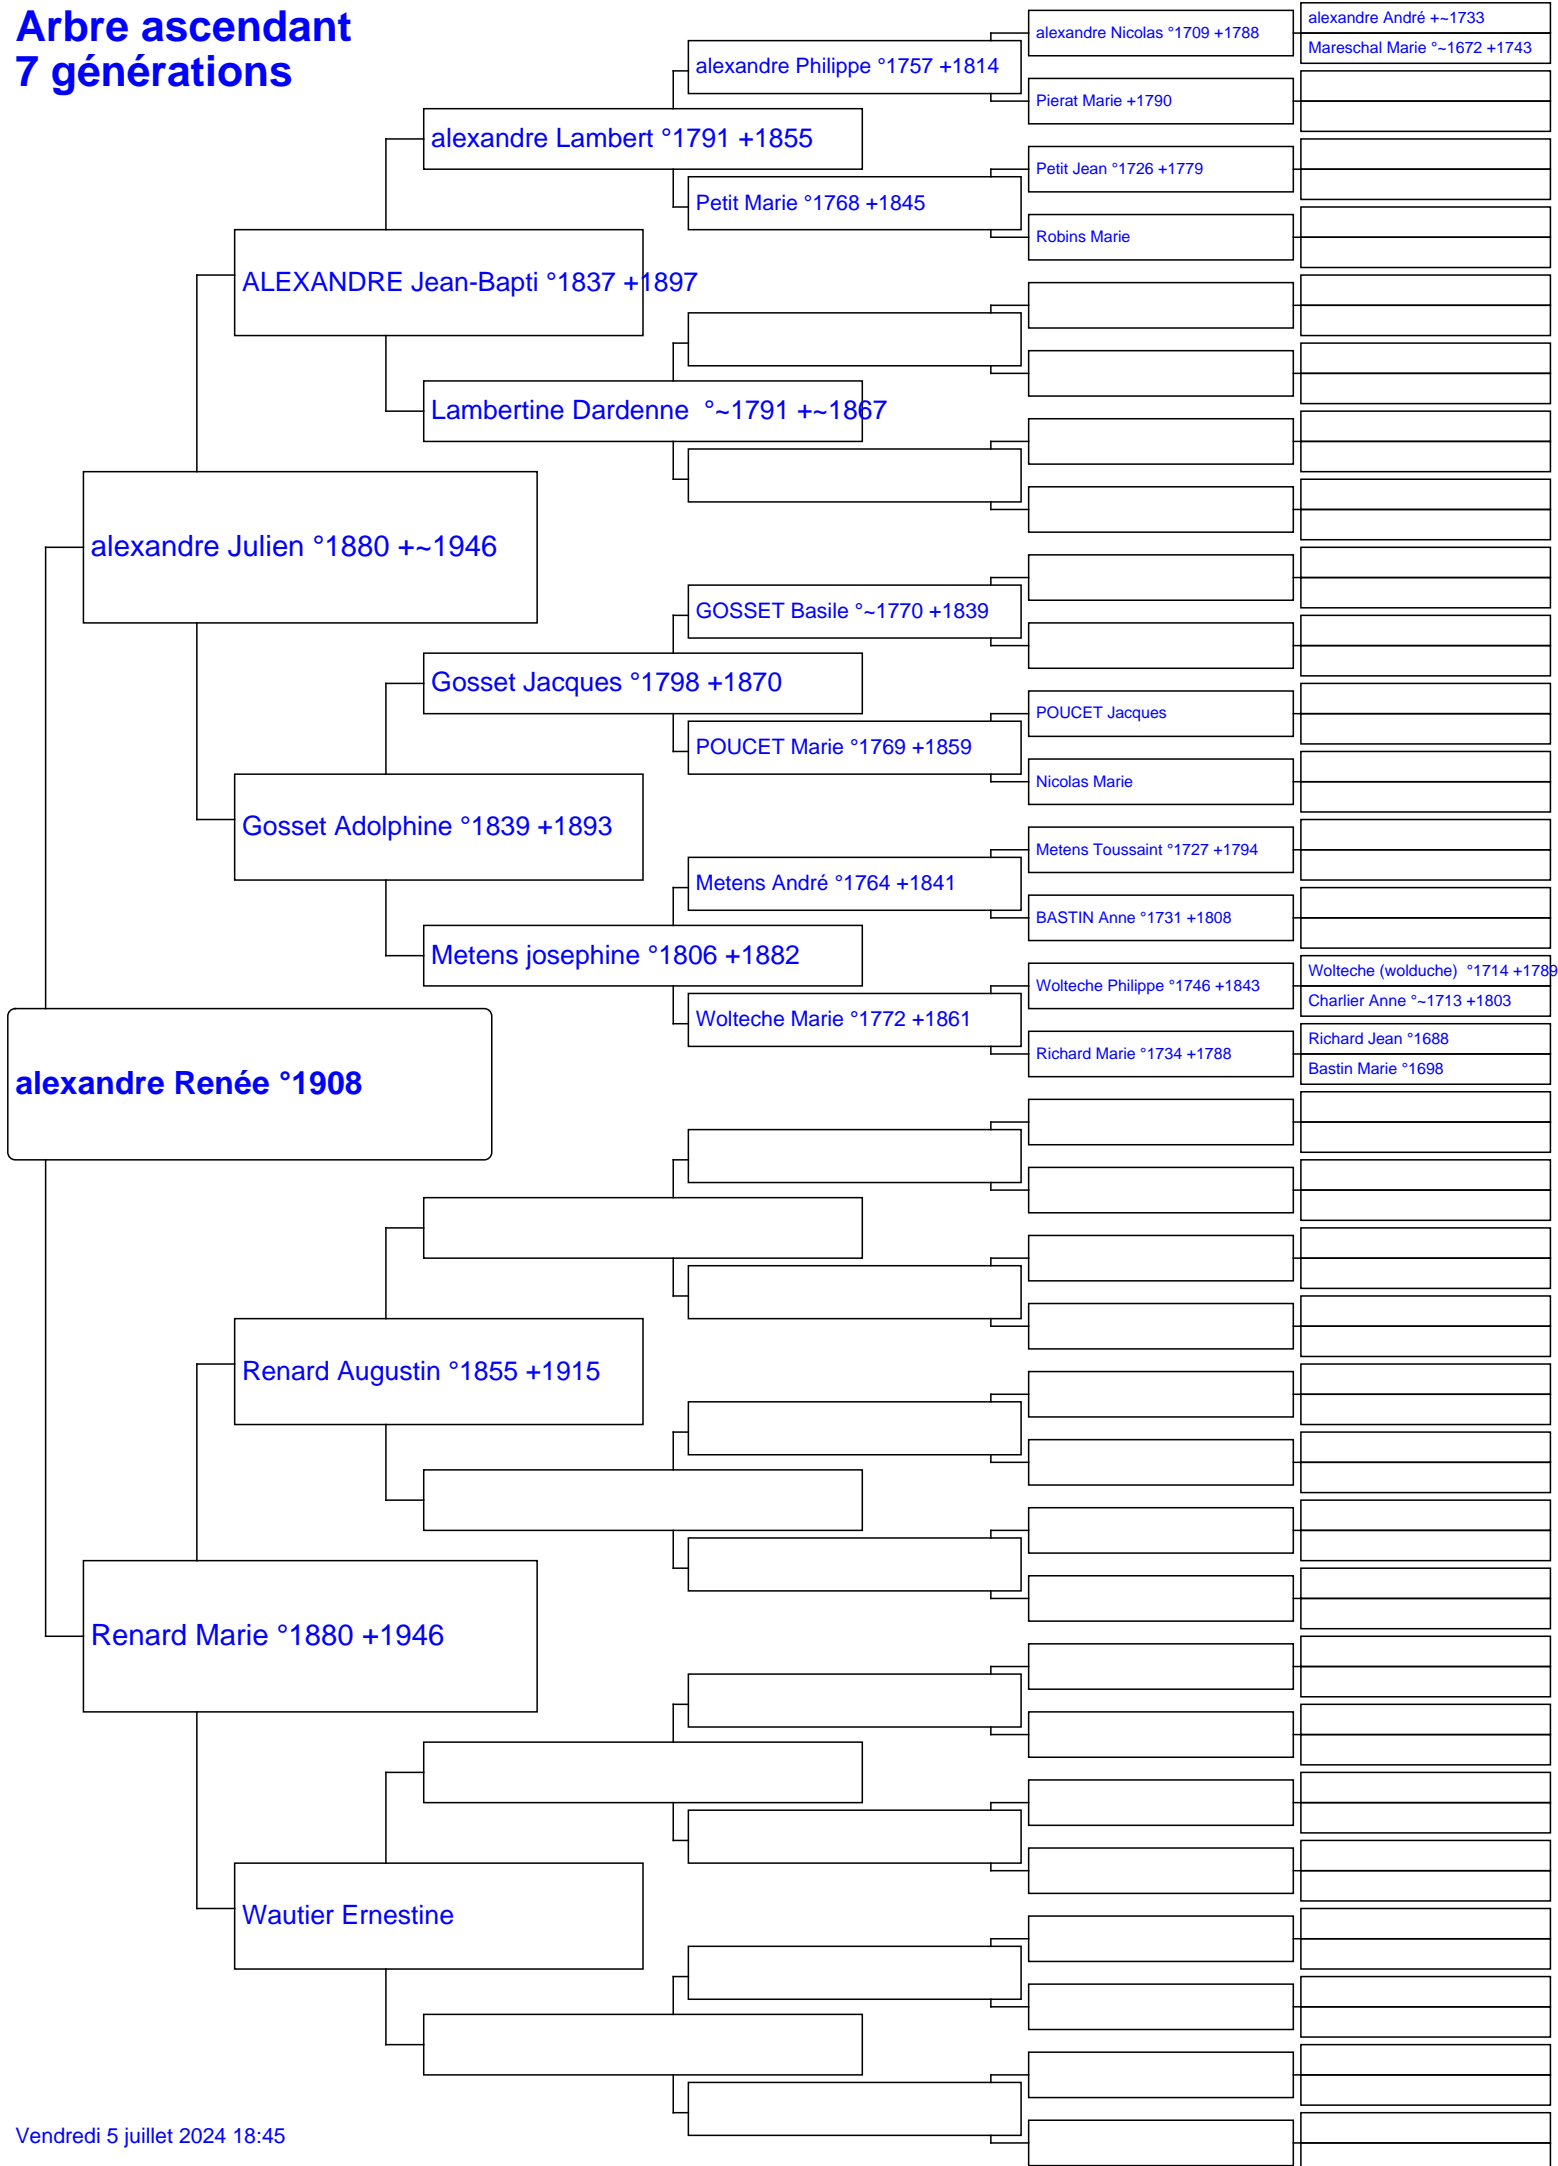 Arbre ascendant
7 générations
alexandre André +~1733
alexandre Nicolas °1709 +1788
Mareschal Marie °~1672 +1743
alexandre Philippe °1757 +1814
Pierat Marie +1790
alexandre Lambert °1791 +1855
Petit Jean °1726 +1779
Petit Marie °1768 +1845
Robins Marie
ALEXANDRE Jean-Bapti °1837 +1897
Lambertine Dardenne  °~1791 +~1867
alexandre Julien °1880 +~1946
GOSSET Basile °~1770 +1839
Gosset Jacques °1798 +1870
POUCET Jacques
POUCET Marie °1769 +1859
Nicolas Marie
Gosset Adolphine °1839 +1893
Metens Toussaint °1727 +1794
Metens André °1764 +1841
BASTIN Anne °1731 +1808
Metens josephine °1806 +1882
Wolteche (wolduche)  °1714 +1789
Wolteche Philippe °1746 +1843
Charlier Anne °~1713 +1803
Wolteche Marie °1772 +1861
Richard Jean °1688
Richard Marie °1734 +1788
Bastin Marie °1698
alexandre Renée °1908
Renard Augustin °1855 +1915
Renard Marie °1880 +1946
Wautier Ernestine
Vendredi 5 juillet 2024 18:45